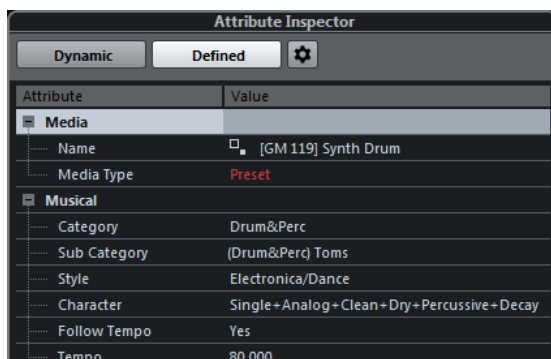 Attribute Inspector
Dynamic Defined
Attribute Value
Media
Name [GM 119] Synth Drum
Media Type Preset
Musical
Category Drum&Perc
Sub Category (Drum&Perc) Toms
Style Electronica/Dance
Character Single+Analog+Clean+Dry+Percussive+Decay
Follow Tempo Yes
Tempo 80.000